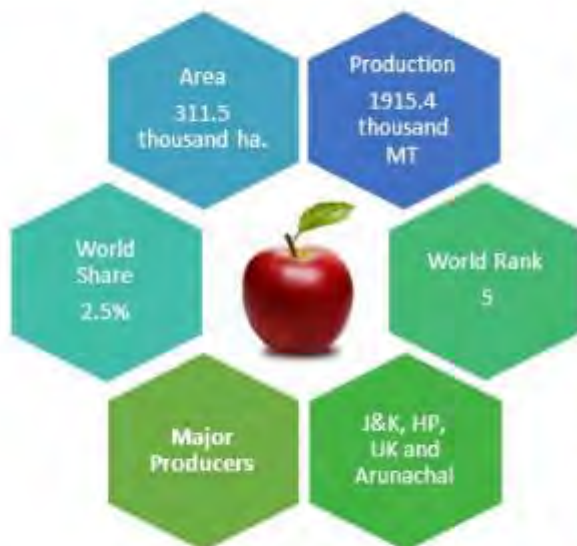 Area
311.5
thousand ha.
Production
1915.4
thousand
MT
World
Share
2.5%
World Rank
5
Major
Producers
J&K, HP,
UK and
Arunachal